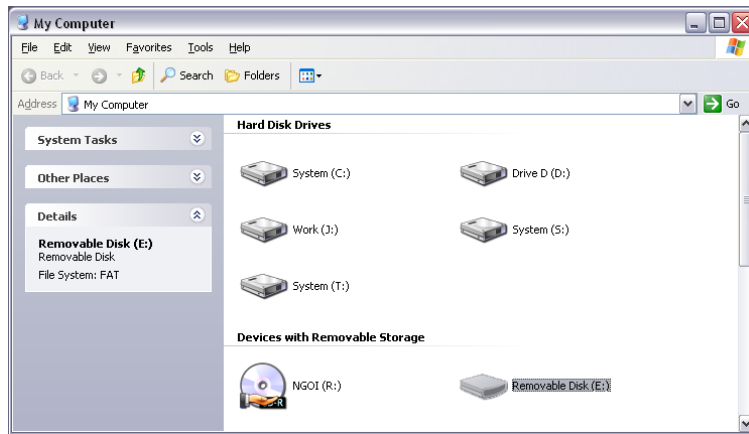 My Computer
File Edit View Favorites Tools Help
Back Search Folders
Address My Computer Go
System Tasks
Other Places
Details
Removable Disk (E:)
Removable Disk
File System: FAT
Hard Disk Drives
System (C:) Drive D (D:)
Work (J:) System (S:)
System (T:)
Devices with Removable Storage
NGOI (R:) Removable Disk (E:)